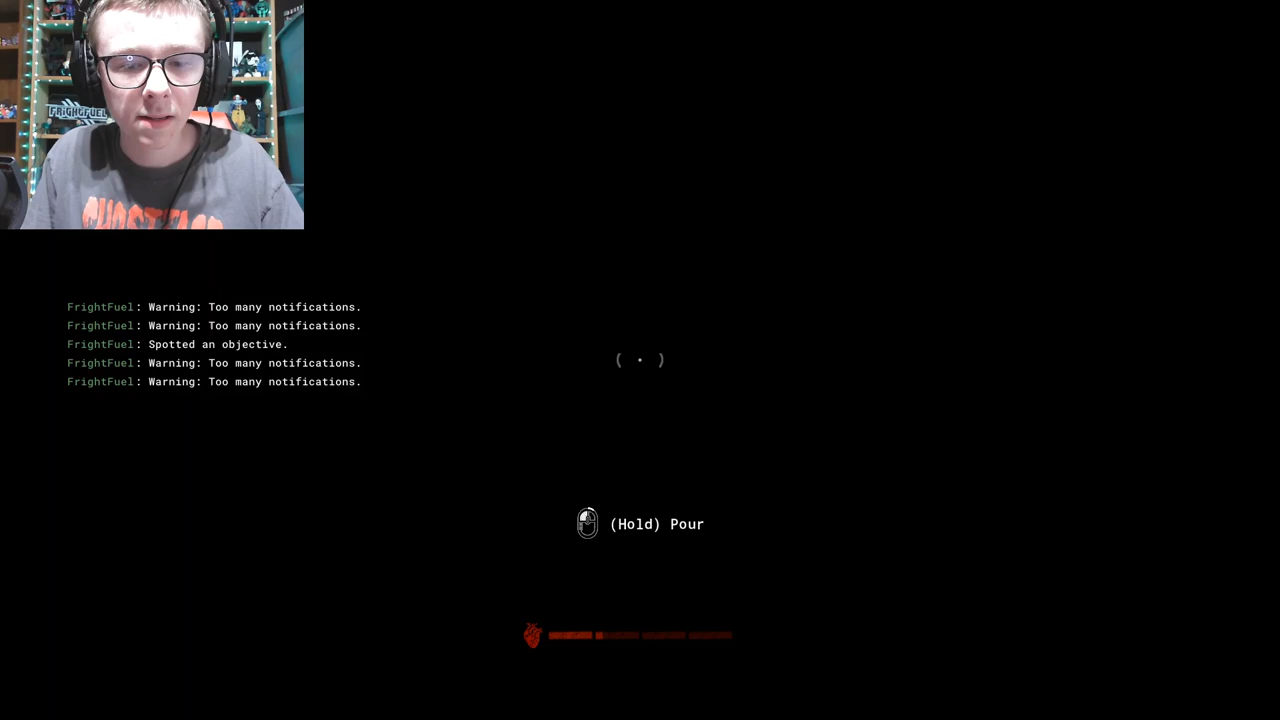 FRIGHTFUEL
FrightFuel: Warning: Too many notifications.
FrightFuel: Warning: Too many notifications.
FrightFuel: Spotted an objective.
FrightFuel: Warning: Too many notifications.
FrightFuel: Warning: Too many notifications.
( · )
(Hold) Pour